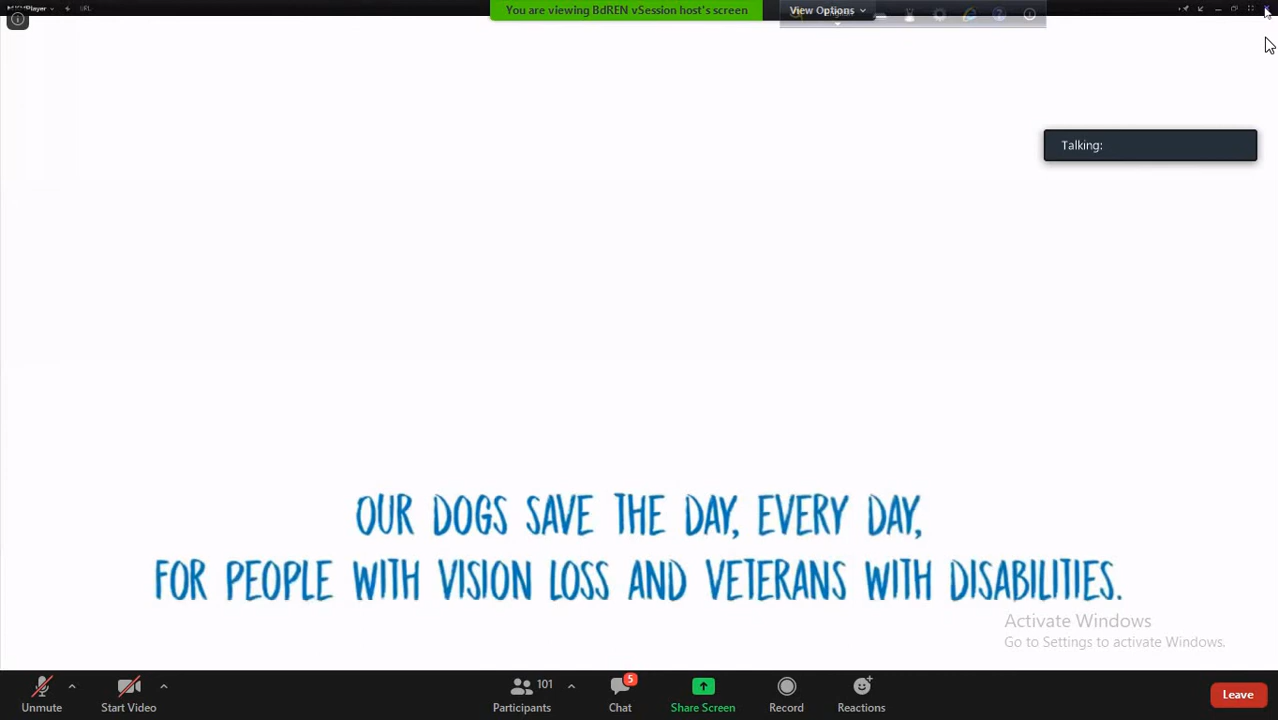 You are viewing BdREN vSession host's screen
View Options
Talking:
OUR DOGS SAVE THE DAY, EVERY DAY,
FOR PEOPLE WITH VISION LOSS AND VETERANS WITH DISABILITIES.
Activate Windows
Go to Settings to activate Windows.
101
5
Unmute
Start Video
Participants
Chat
Share Screen
Record
Reactions
Leave